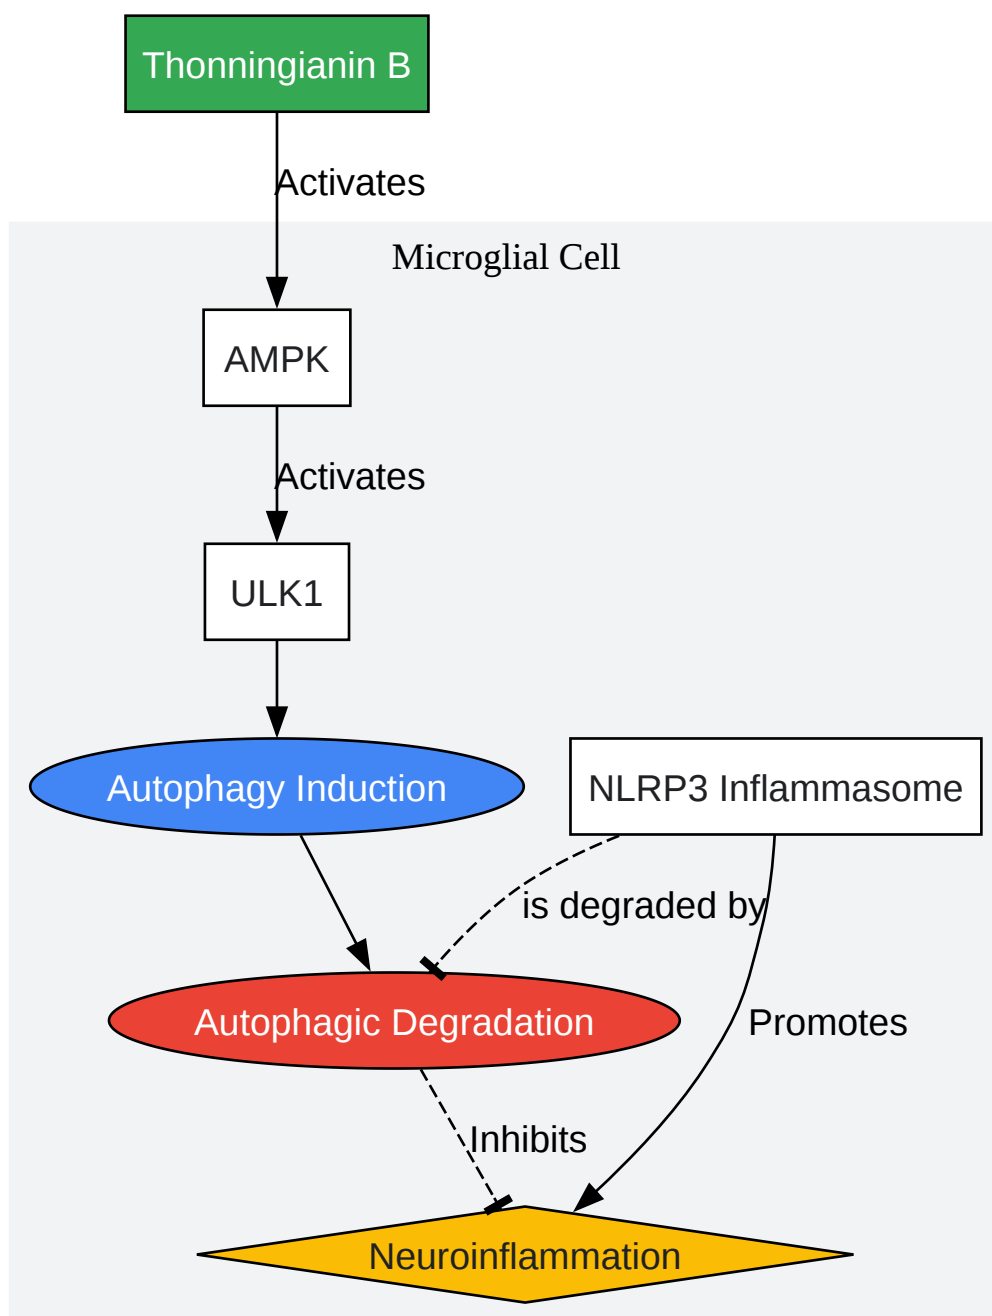 Thonningianin B
Activates
Microglial Cell
AMPK
Activates
ULK1
Autophagy Induction
NLRP3 Inflammasome
is degraded by
Autophagic Degradation
Promotes
Inhibits
Neuroinflammation